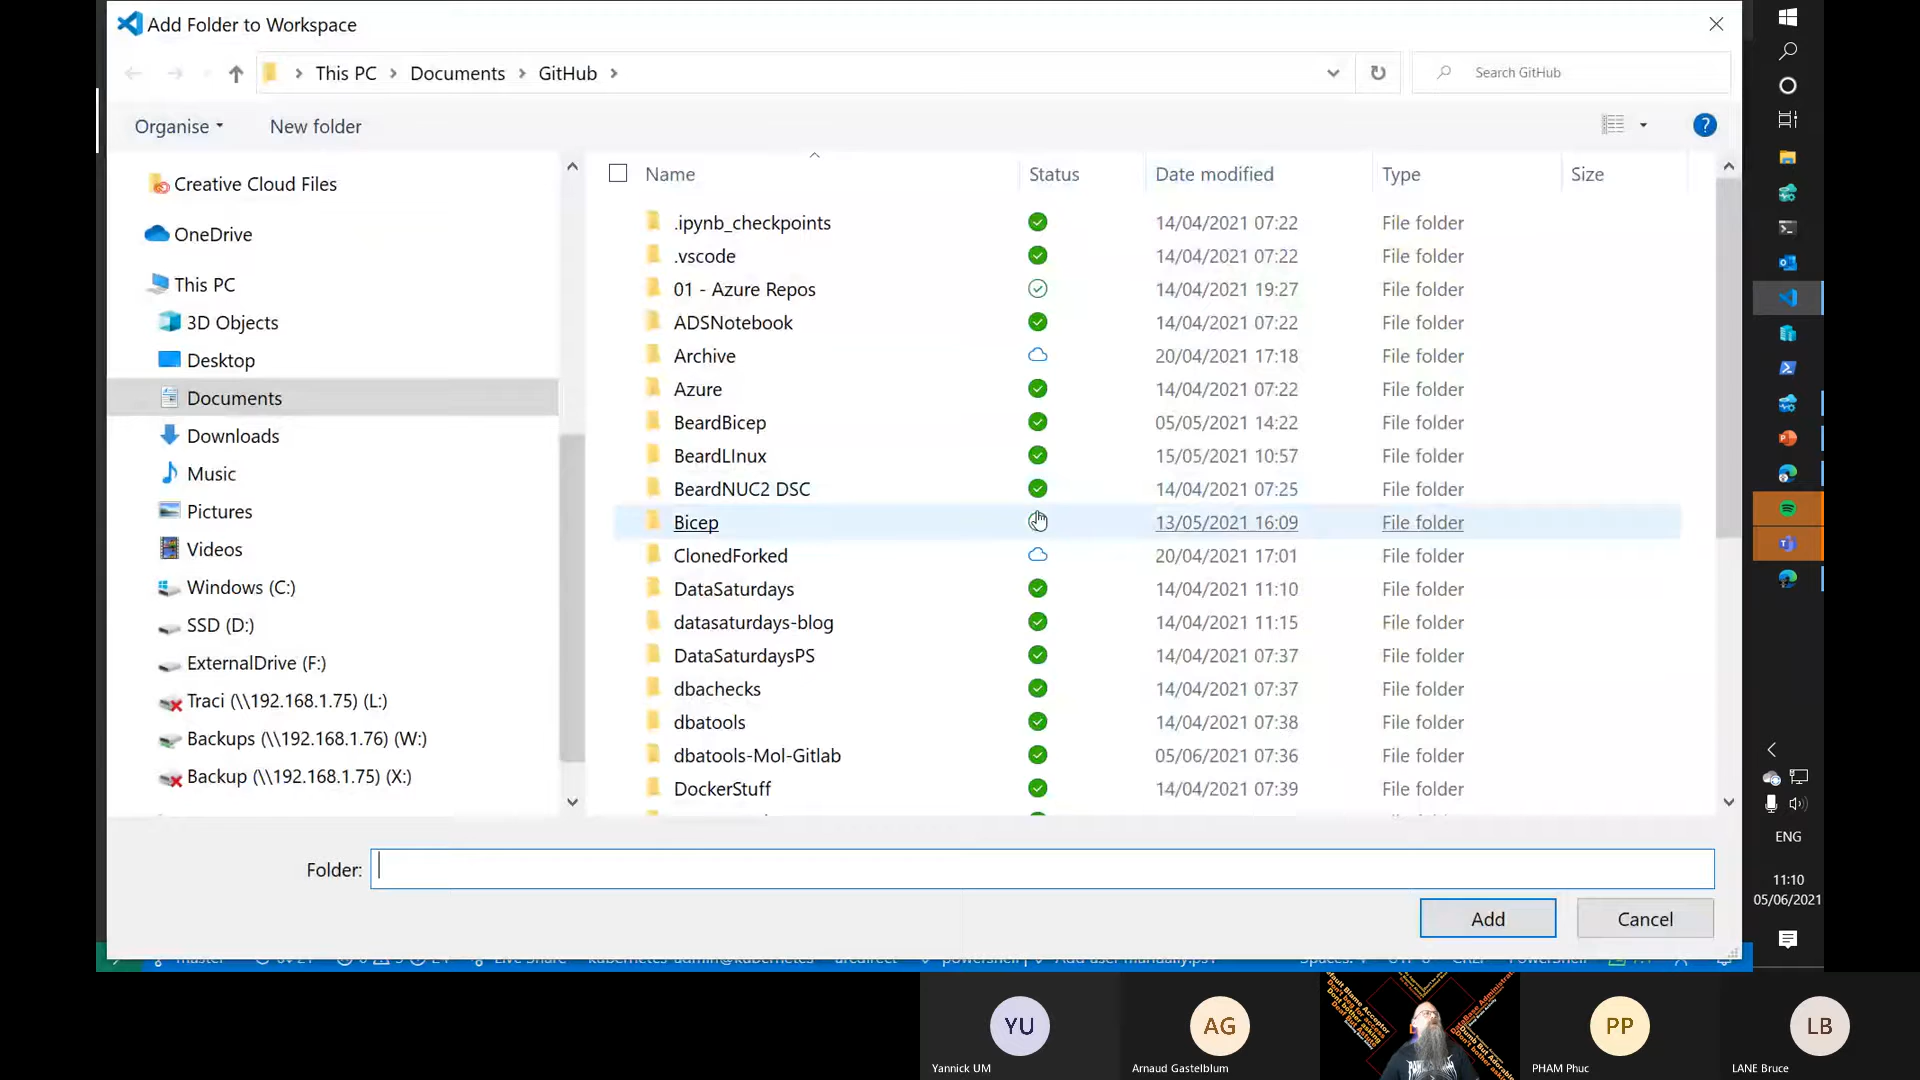 Add Folder to Workspace
This PC
Documents
GitHub
Search GitHub
Organise
New folder
?
Name
Status
Date modified
Type
Size
Creative Cloud Files
OneDrive
This PC
3D Objects
Desktop
Documents
Downloads
Music
Pictures
Videos
Windows (C:)
SSD (D:)
ExternalDrive (F:)
Traci (\\192.168.1.75) (L:)
Backups (\\192.168.1.76) (W:)
Backup (\\192.168.1.75) (X:)
.ipynb_checkpoints 14/04/2021 07:22 File folder
.vscode 14/04/2021 07:22 File folder
01 - Azure Repos 14/04/2021 19:27 File folder
ADSNotebook 14/04/2021 07:22 File folder
Archive 20/04/2021 17:18 File folder
Azure 14/04/2021 07:22 File folder
BeardBicep 05/05/2021 14:22 File folder
BeardLInux 15/05/2021 10:57 File folder
BeardNUC2 DSC 14/04/2021 07:25 File folder
Bicep 13/05/2021 16:09 File folder
ClonedForked 20/04/2021 17:01 File folder
DataSaturdays 14/04/2021 11:10 File folder
datasaturdays-blog 14/04/2021 11:15 File folder
DataSaturdaysPS 14/04/2021 07:37 File folder
dbachecks 14/04/2021 07:37 File folder
dbatools 14/04/2021 07:38 File folder
dbatools-Mol-Gitlab 05/06/2021 07:36 File folder
DockerStuff 14/04/2021 07:39 File folder
Folder:
Add
Cancel
ENG
11:10
05/06/2021
YU
Yannick UM
AG
Arnaud Gastelblum
PP
PHAM Phuc
LB
LANE Bruce